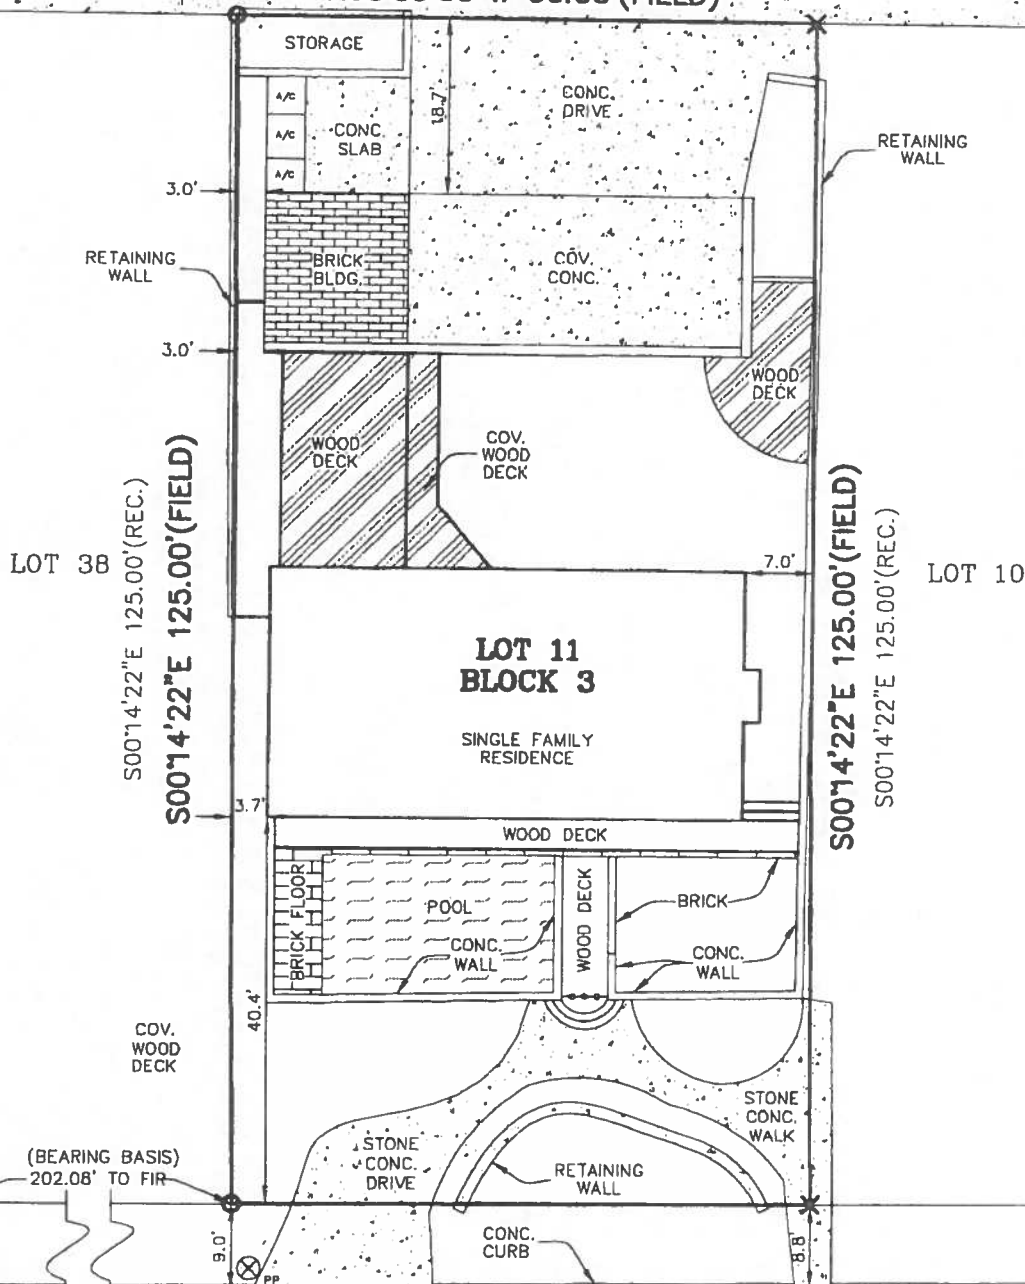 (FIELD)
STORAGE
A/C
A/C
A/C
CONC.
SLAB
18.7'
CONC.
DRIVE
RETAINING
WALL
3.0'
RETAINING
WALL
BRICK
BLDG.
COV.
CONC.
3.0'
WOOD
DECK
WOOD
DECK
COV.
WOOD
DECK
LOT 38
S00°14'22"E 125.00'(REC.)
S00°14'22"E 125.00'(FIELD)
7.0'
S00°14'22"E 125.00'(FIELD)
S00°14'22"E 125.00'(REC.)
LOT 10
LOT 11
BLOCK 3
SINGLE FAMILY
RESIDENCE
3.7'
WOOD DECK
BRICK FLOOR
POOL
CONC.
WALL
WOOD DECK
BRICK
CONC.
WALL
40.4'
COV.
WOOD
DECK
STONE
CONC.
WALK
STONE
CONC.
DRIVE
RETAINING
WALL
(BEARING BASIS)
202.08' TO FIR
9.0'
PP
CONC.
CURB
8.8'